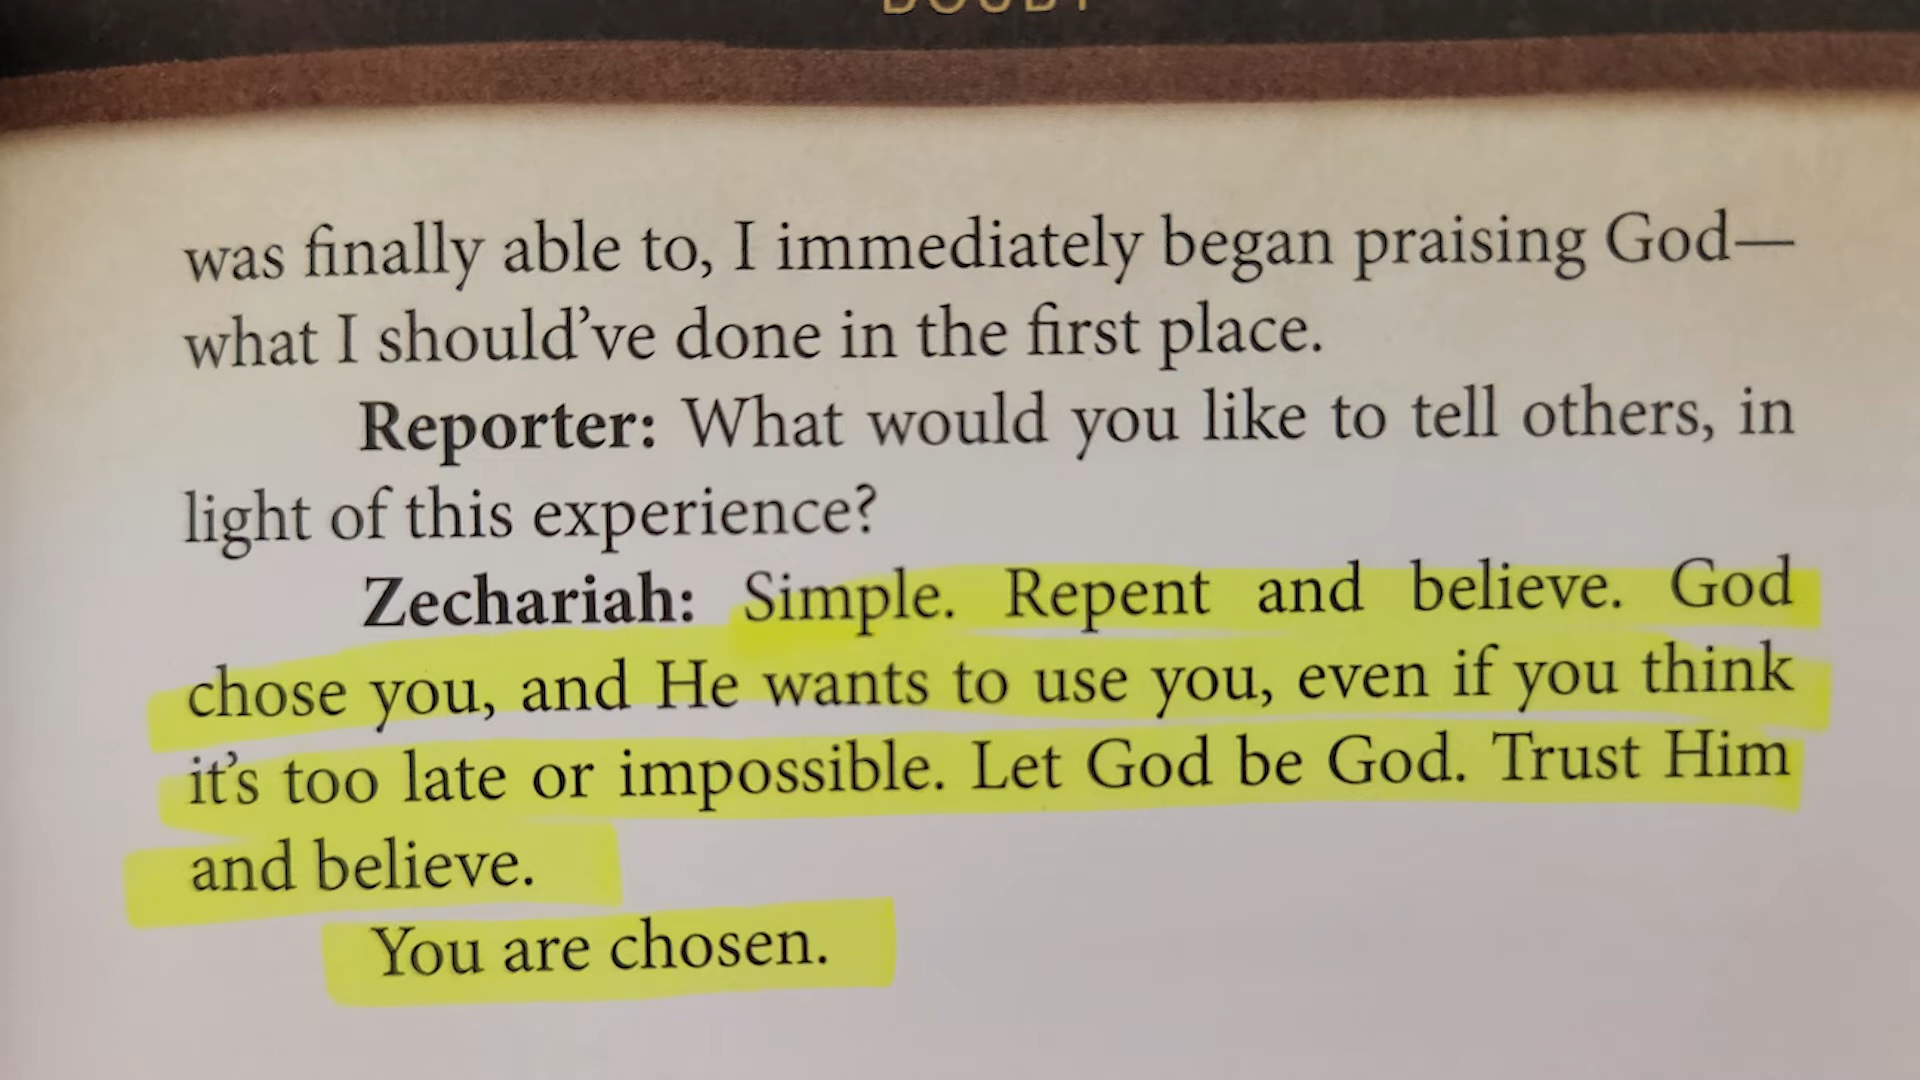 DOUBT
was finally able to, I immediately began praising God—
what I should've done in the first place.
Reporter: What would you like to tell others, in
light of this experience?
Zechariah: Simple. Repent and believe. God
chose you, and He wants to use you, even if you think
it's too late or impossible. Let God be God. Trust Him
and believe.
You are chosen.